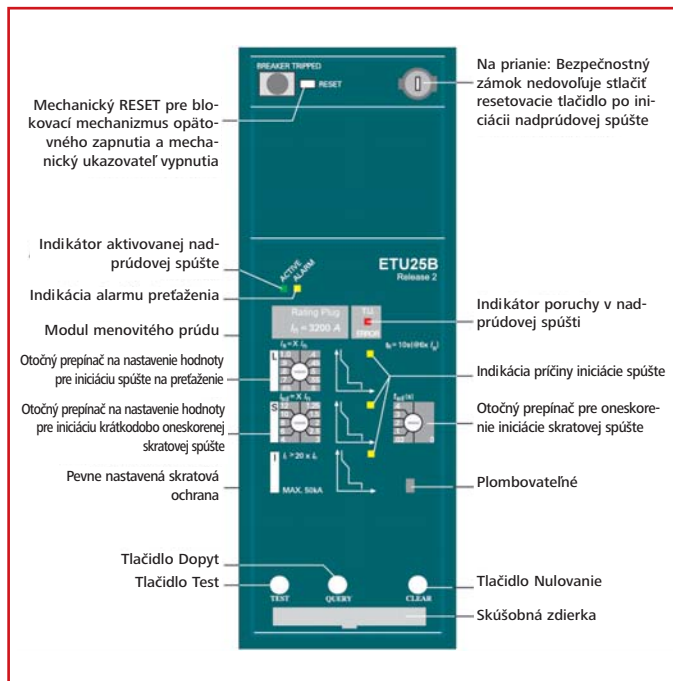 BREAKER TRIPPED
RESET
Mechanický RESET pre blo-
kovací mechanizmus opäto-
vného zapnutia a mecha-
nický ukazovateľ vypnutia
Na prianie: Bezpečnostný
zámok nedovoľuje stlačiť
resetovacie tlačidlo po ini-
ciácii nadprúdovej spúšte
Indikátor aktivovanej nad-
prúdovej spúšte
Indikácia alarmu preťaženia
Modul menovitého prúdu
Otočný prepínač na nastavenie hodnoty
pre iniciáciu spúšte na preťaženie
Otočný prepínač na nastavenie hodnoty
pre iniciáciu krátkodobo oneskorenej
skratovej spúšte
Pevne nastavená skratová
ochrana
ACTIVE
ALARM
ETU25B
Release 2
Rating Plug
In = 3200 A
T.U.
ERROR
L
S
I
MAX. 50kA
Indikátor poruchy v nad-
prúdovej spúšti
Indikácia príčiny iniciácie spúšte
Otočný prepínač pre oneskore-
nie iniciácie skratovej spúšte
Plombovateľné
Tlačidlo Dopyt
Tlačidlo Test
TEST
QUERY
CLEAR
Tlačidlo Nulovanie
Skúšobná zdierka